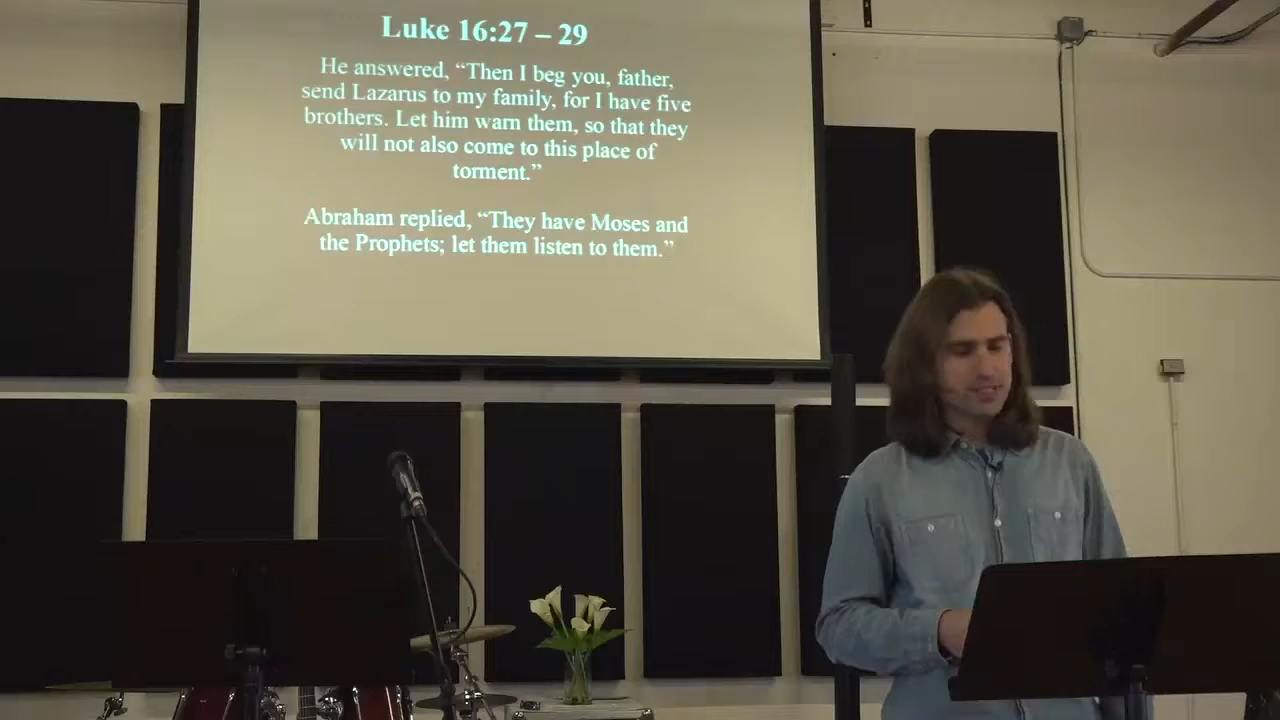 Luke 16:27 – 29
He answered, “Then I beg you, father,
send Lazarus to my family, for I have five
brothers. Let him warn them, so that they
will not also come to this place of
torment.”
Abraham replied, “They have Moses and
the Prophets; let them listen to them.”